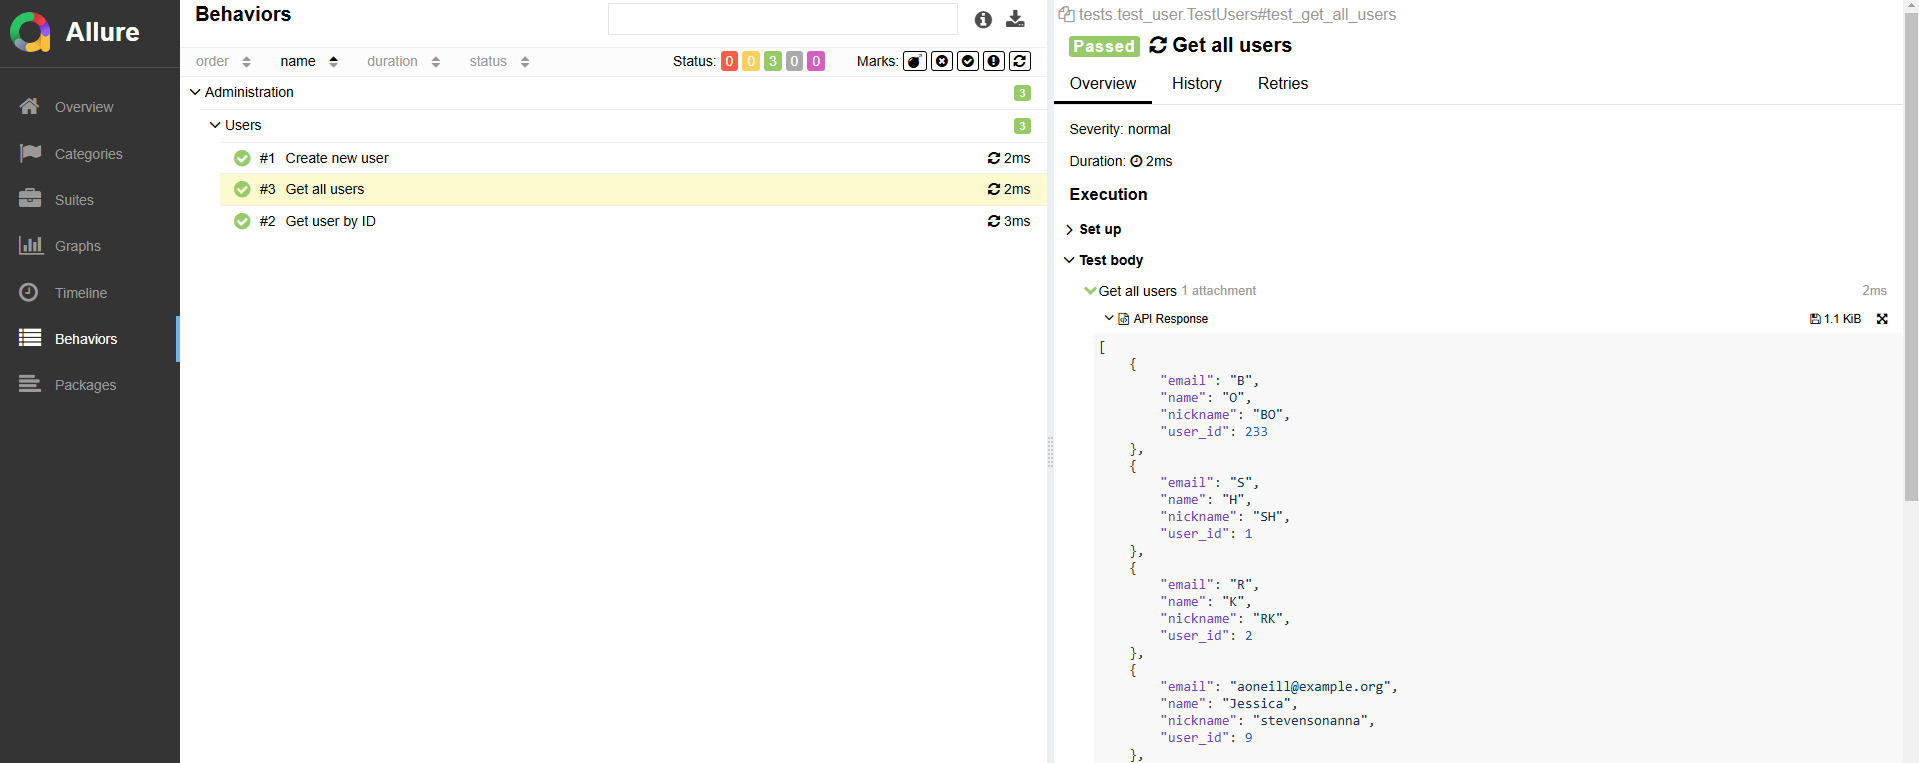 Allure
Overview
Categories
Suites
Graphs
Timeline
Behaviors
Packages
Behaviors
order name duration status Status: 0 0 3 0 0 Marks:
Administration 3
Users 3
#1 Create new user 2ms
#3 Get all users 2ms
#2 Get user by ID 3ms
tests.test_user.TestUsers#test_get_all_users
Passed Get all users
Overview History Retries
Severity: normal
Duration: 2ms
Execution
Set up
Test body
Get all users 1 attachment 2ms
API Response 1.1 KiB
[
{
"email": "B",
"name": "O",
"nickname": "BO",
"user_id": 233
},
{
"email": "S",
"name": "H",
"nickname": "SH",
"user_id": 1
},
{
"email": "R",
"name": "K",
"nickname": "RK",
"user_id": 2
},
{
"email": "aoneill@example.org",
"name": "Jessica",
"nickname": "stevensonanna",
"user_id": 9
},